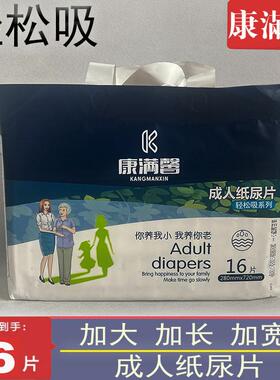 轻松吸
康满
K
康满馨
KANGMANXIN
成人纸尿片
轻松吸系列
你养我小 我养你老
Adult
diapers
Bring happiness to your family
Make time go slowly
16片
280mmx720mm
到手:
6片
加大 加长 加宽
成人纸尿片